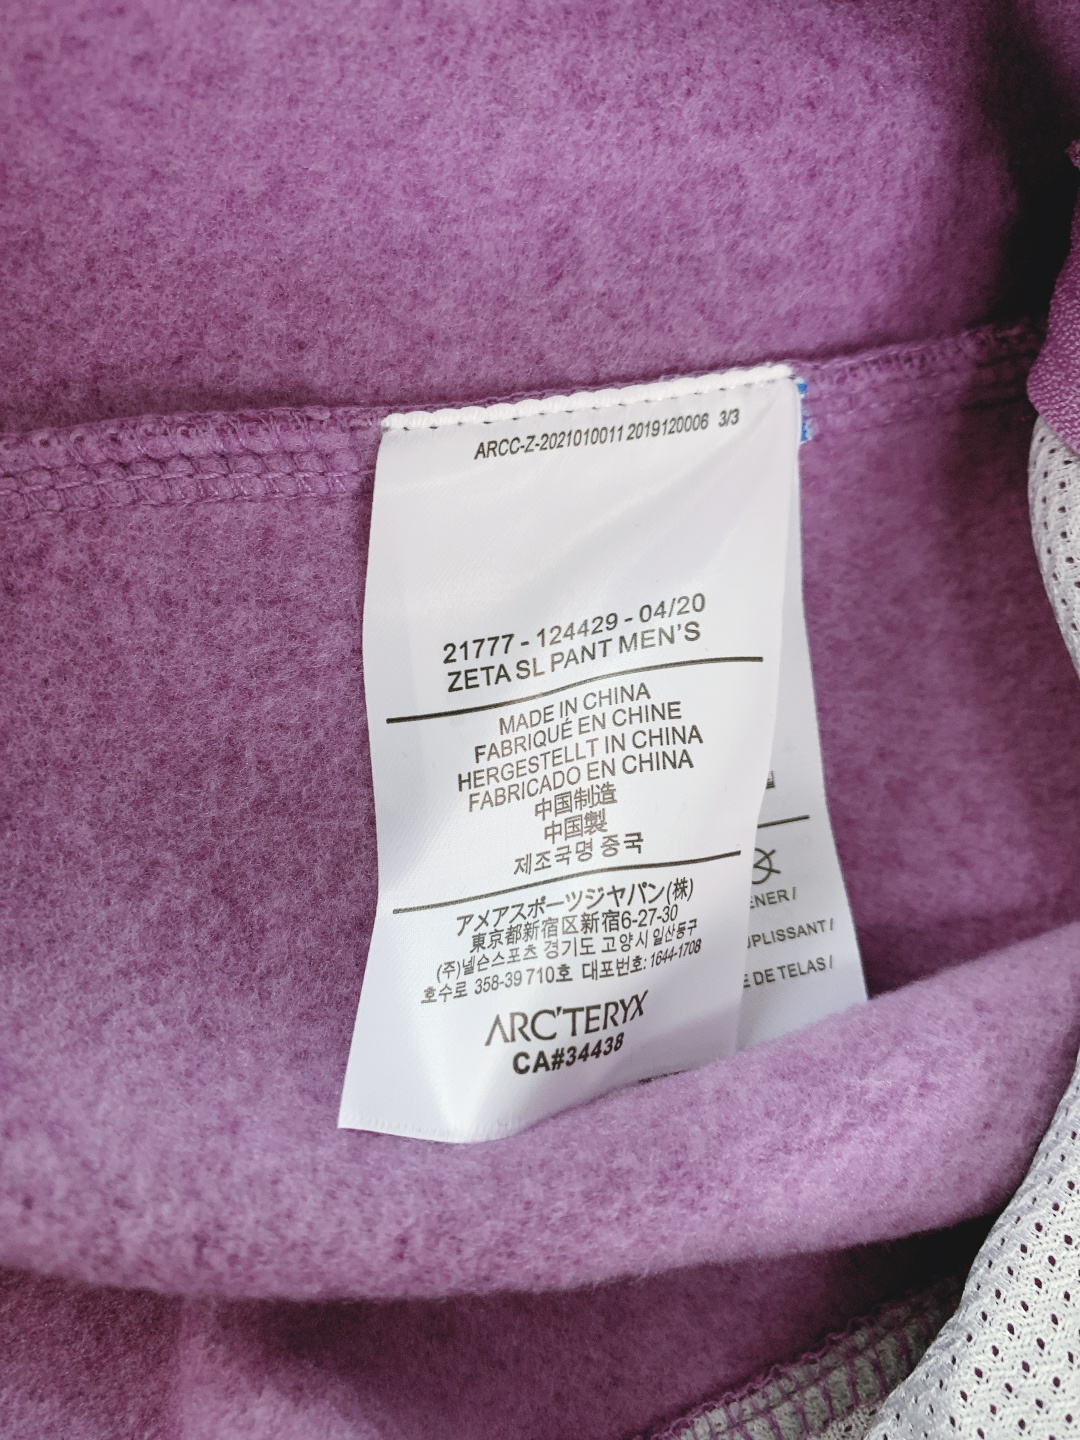 ARCC-Z-2021010011 2019120006 3/3
21777 - 124429 - 04/20
ZETA SL PANT MEN'S
MADE IN CHINA
FABRIQUÉ EN CHINE
HERGESTELLT IN CHINA
FABRICADO EN CHINA
中国制造
中国製
제조국명 중국
アメアスポーツジャパン(株)
東京都新宿区新宿6-27-30
(주)넬슨스포츠 경기도 고양시 일산동구
호수로 358-39 710호 대표번호: 1644-1708
ARC'TERYX
CA#34438
ENER /
UPLISSANT /
E DE TELAS /